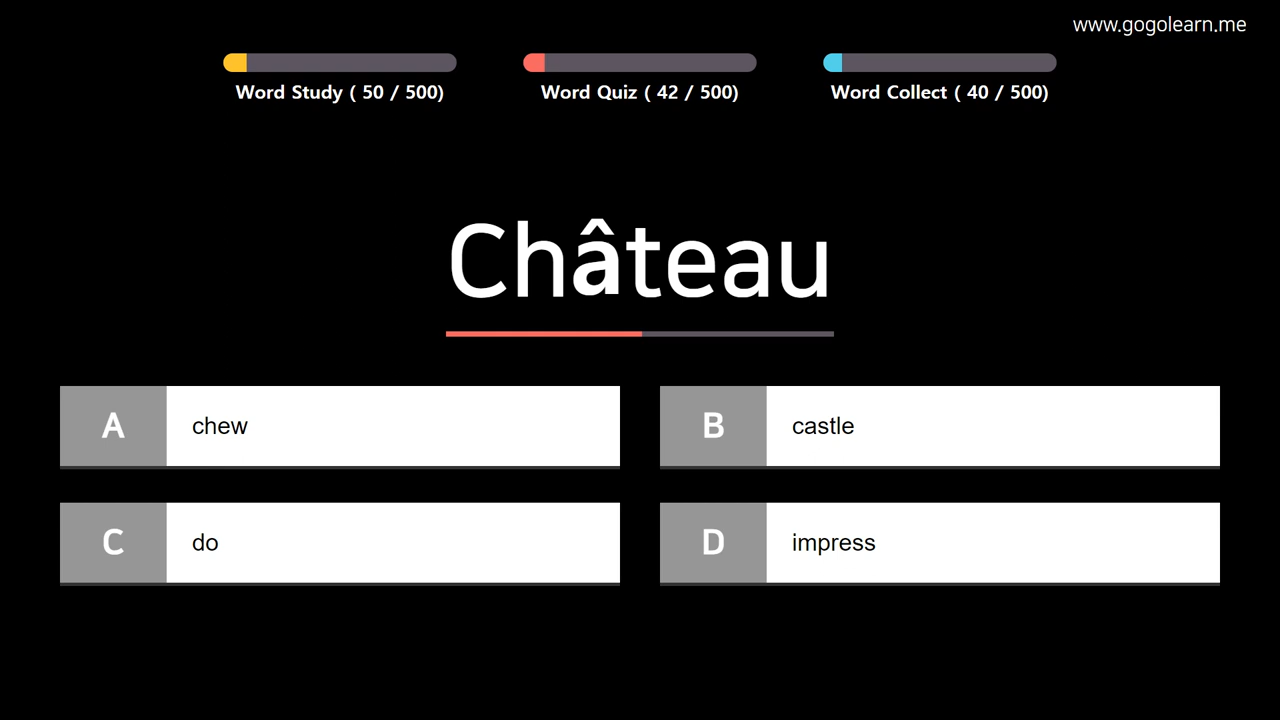 www.gogolearn.me
Word Study ( 50 / 500)
Word Quiz ( 42 / 500)
Word Collect ( 40 / 500)
Château
A chew
B castle
C do
D impress